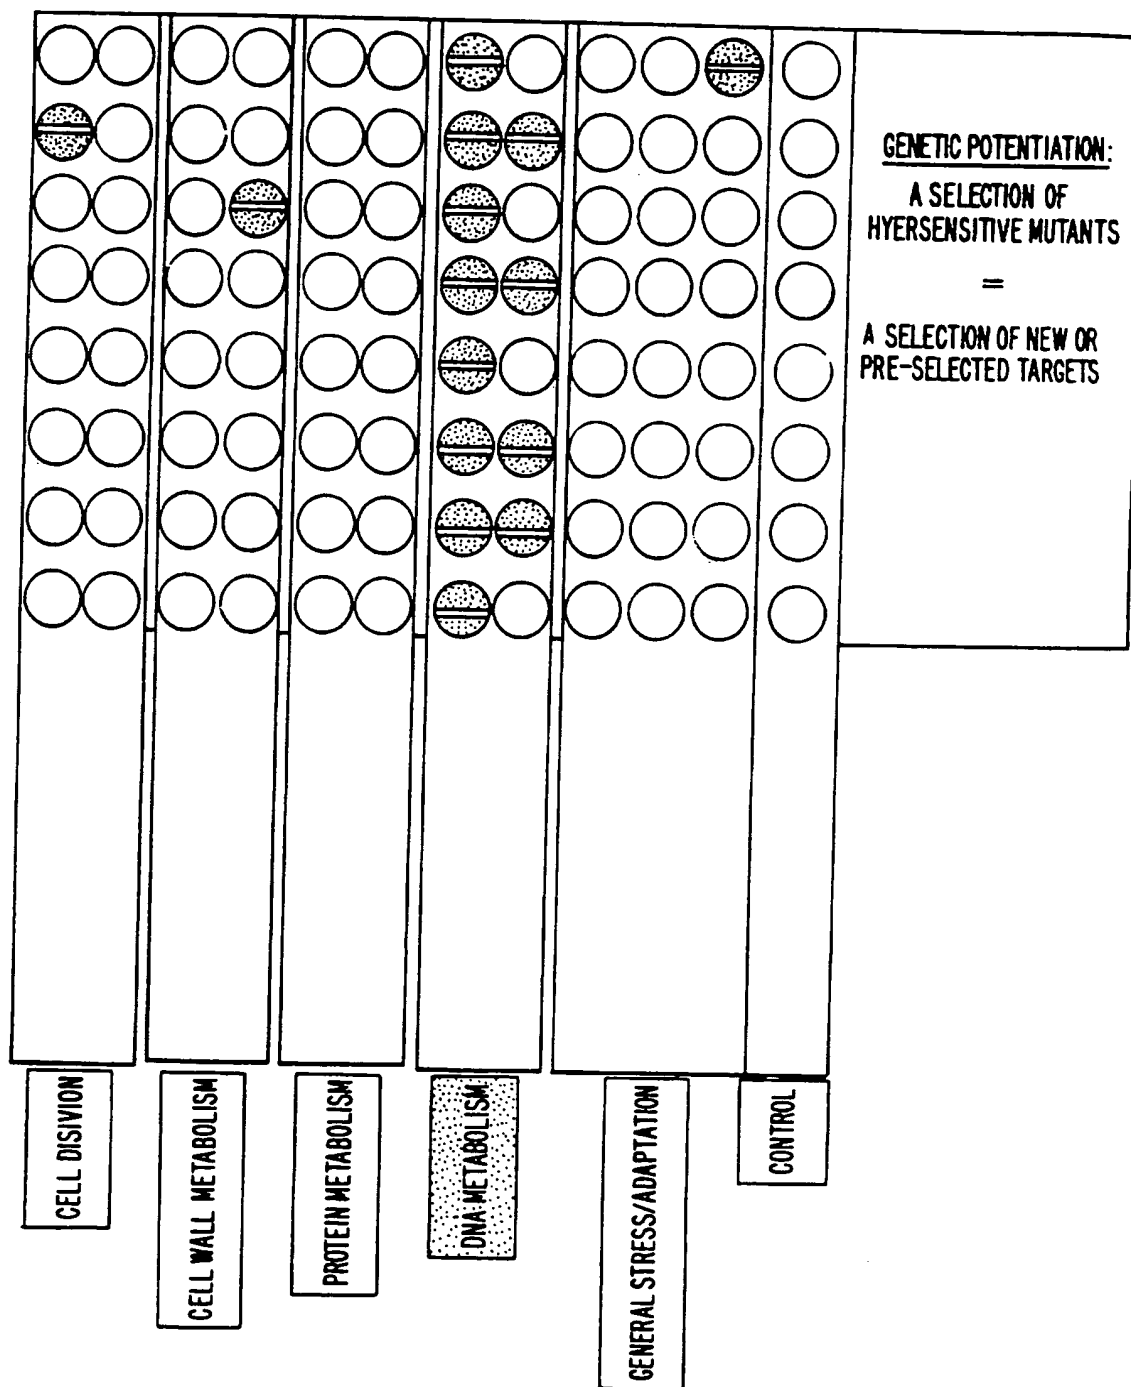 GENETIC POTENTIATION:
A SELECTION OF
HYERSENSITIVE MUTANTS
=
A SELECTION OF NEW OR
PRE-SELECTED TARGETS
CELL DISIVION
CELL WALL METABOLISM
PROTEIN METABOLISM
DNA METABOLISM
GENERAL STRESS/ADAPTATION
CONTROL